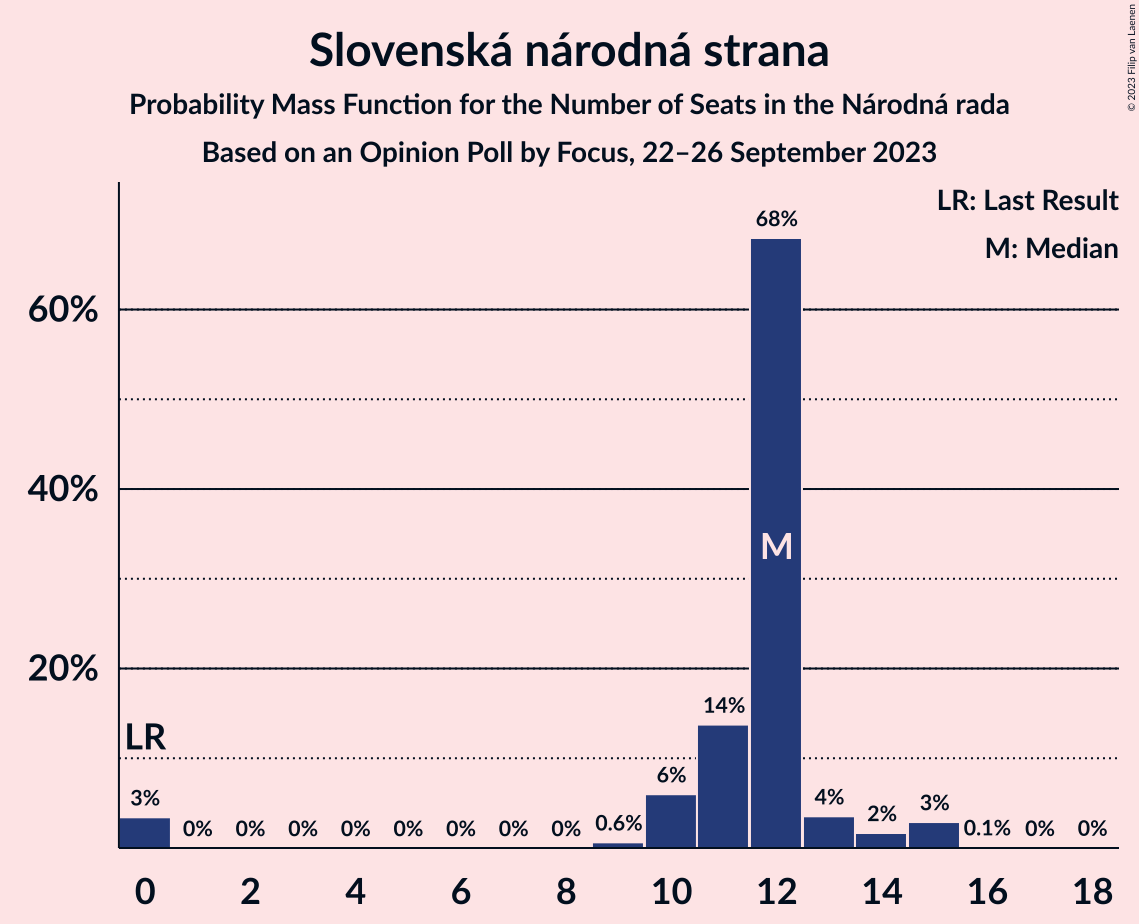 Slovenská národná strana
Probability Mass Function for the Number of Seats in the Národná rada
Based on an Opinion Poll by Focus, 22–26 September 2023
© 2023 Filip van Laenen
LR: Last Result
M: Median
60%
40%
20%
LR
M
3%
0%
0%
0%
0%
0%
0%
0%
0%
0.6%
6%
14%
68%
4%
2%
3%
0.1%
0%
0%
0 2 4 6 8 10 12 14 16 18